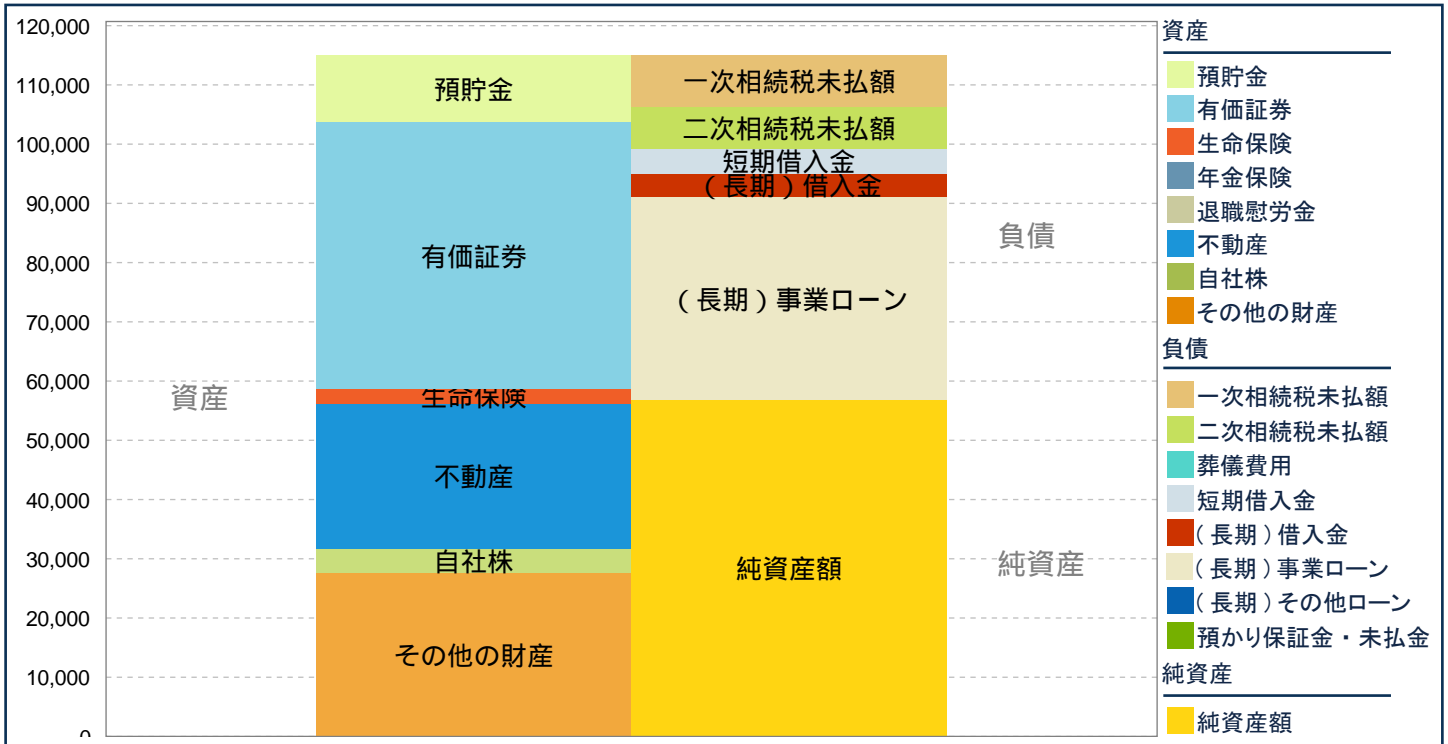 120,000
110,000
100,000
90,000
80,000
70,000
60,000
50,000
40,000
30,000
20,000
10,000
0
資産
預貯金
有価証券
生命保険
不動産
自社株
その他の財産
一次相続税未払額
二次相続税未払額
短期借入金
(長期)借入金
(長期)事業ローン
純資産額
負債
純資産
資産
預貯金
有価証券
生命保険
年金保険
退職慰労金
不動産
自社株
その他の財産
負債
一次相続税未払額
二次相続税未払額
葬儀費用
短期借入金
(長期)借入金
(長期)事業ローン
(長期)その他ローン
預かり保証金・未払金
純資産
純資産額